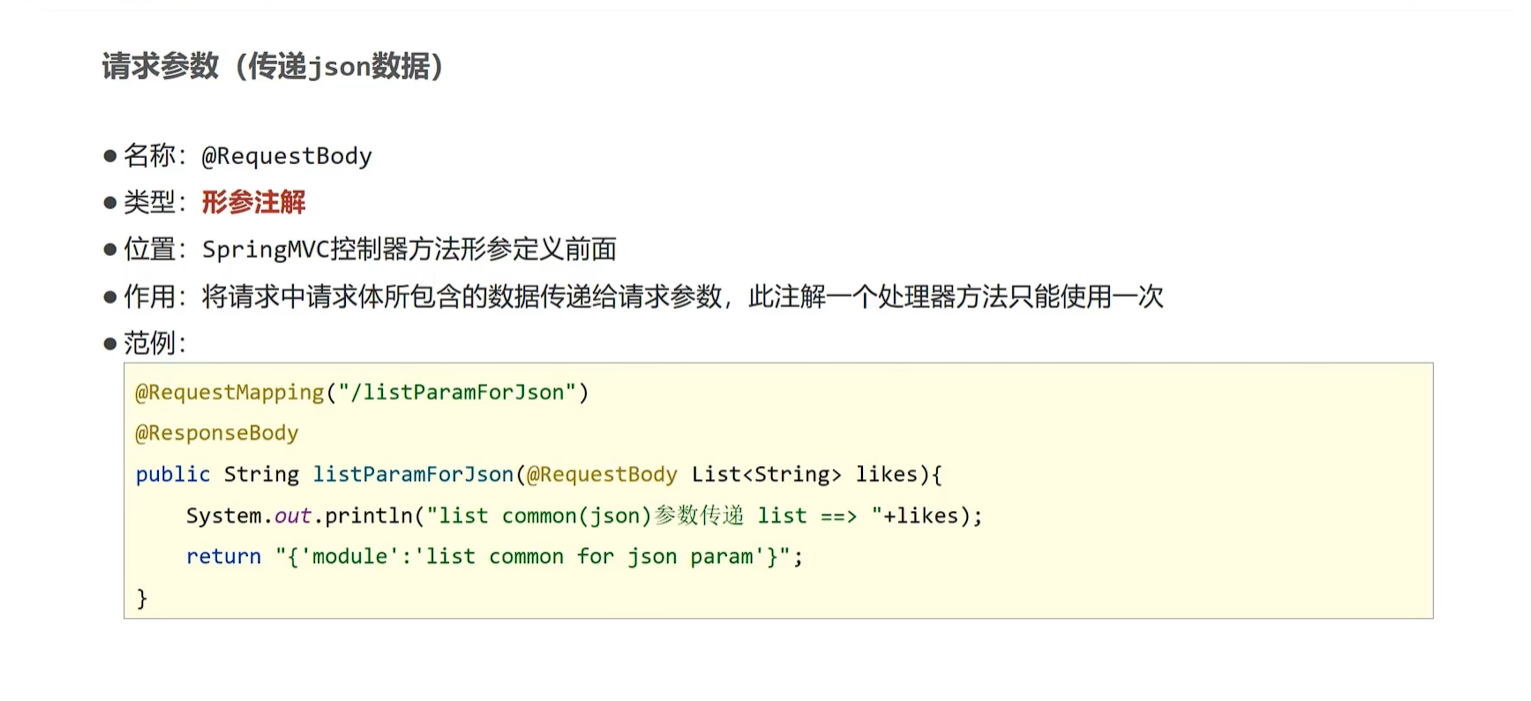 请求参数（传递json数据）
● 名称：@RequestBody
● 类型：形参注解
● 位置：SpringMVC控制器方法形参定义前面
● 作用：将请求中请求体所包含的数据传递给请求参数，此注解一个处理器方法只能使用一次
● 范例：
@RequestMapping("/listParamForJson")
@ResponseBody
public String listParamForJson(@RequestBody List<String> likes){
    System.out.println("list common(json)参数传递 list ==> "+likes);
    return "{'module':'list common for json param'}";
}